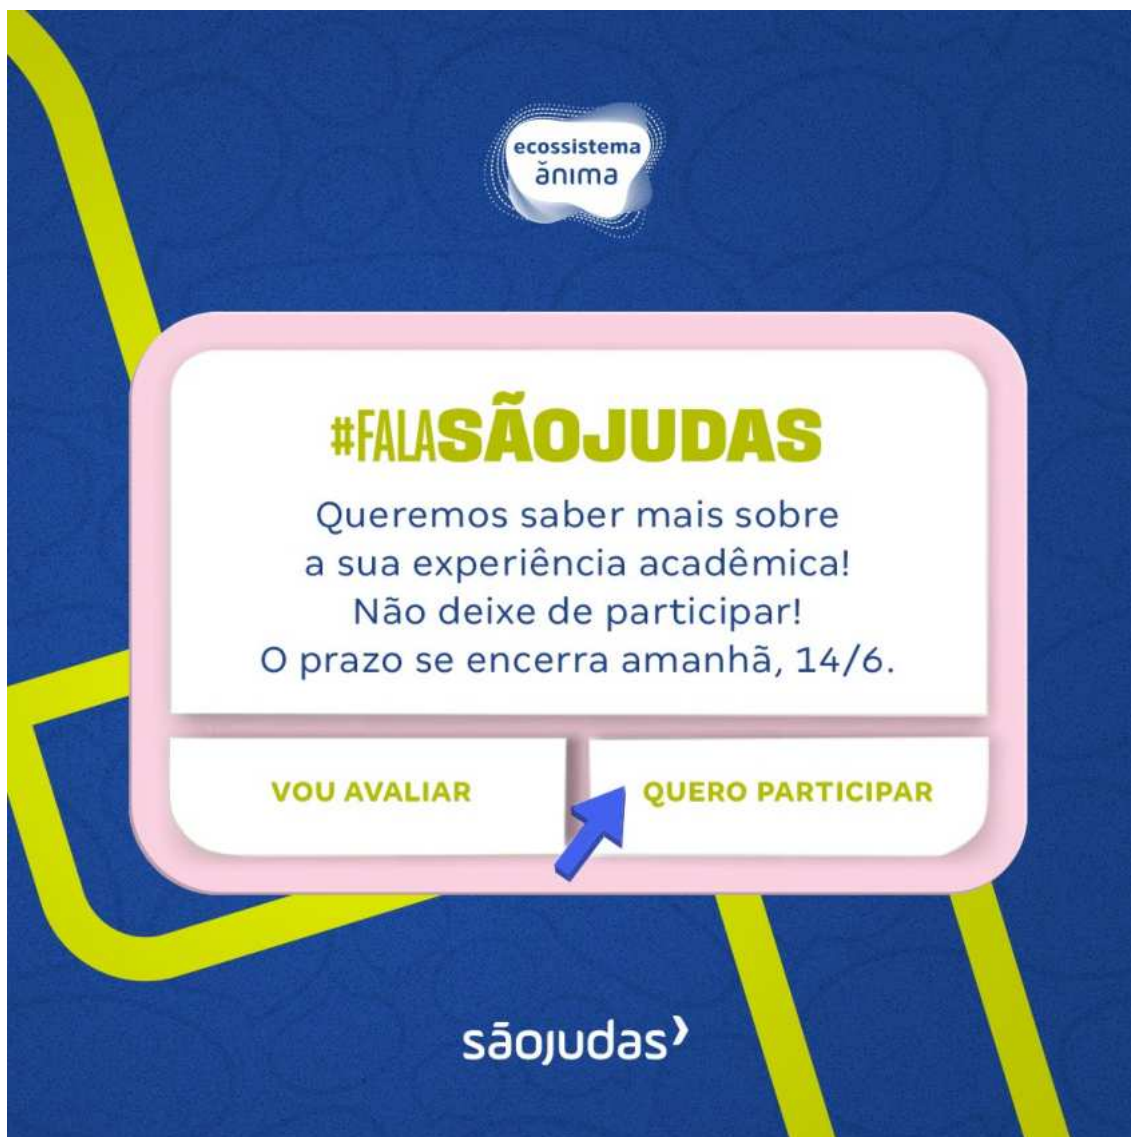 ecossistema
ănıma
#FALASÃOJUDAS
Queremos saber mais sobre
a sua experiência acadêmica!
Não deixe de participar!
O prazo se encerra amanhã, 14/6.
VOU AVALIAR
QUERO PARTICIPAR
sãojudas